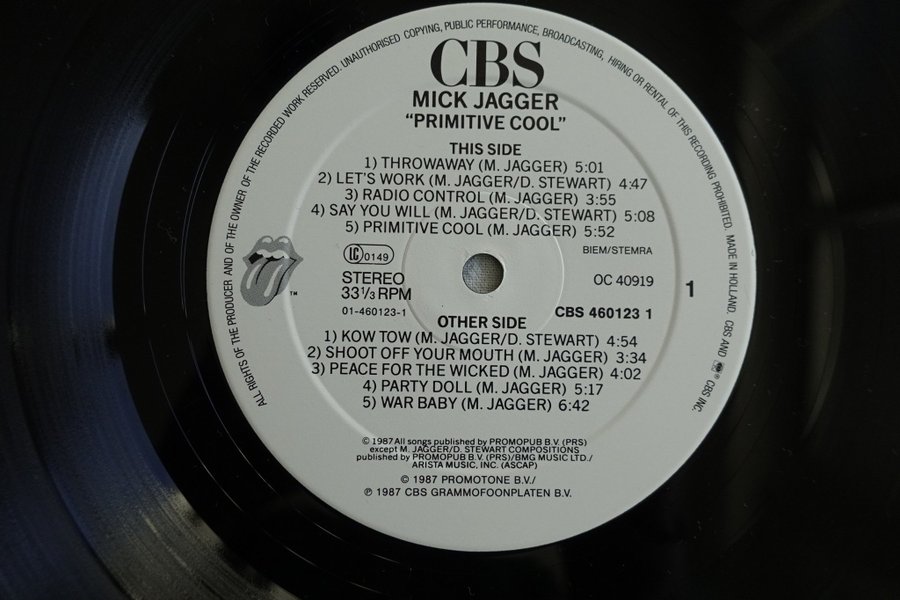 ALL RIGHTS OF THE PRODUCER AND OF THE OWNER OF THE RECORDED WORK RESERVED. UNAUTHORISED COPYING, PUBLIC PERFORMANCE, BROADCASTING, HIRING OR RENTAL OF THIS RECORDING PROHIBITED. MADE IN HOLLAND. CBS AND ® CBS INC.
CBS
MICK JAGGER
“PRIMITIVE COOL”
THIS SIDE
1) THROWAWAY (M. JAGGER) 5:01
2) LET'S WORK (M. JAGGER/D. STEWART) 4:47
3) RADIO CONTROL (M. JAGGER) 3:55
4) SAY YOU WILL (M. JAGGER/D. STEWART) 5:08
5) PRIMITIVE COOL (M. JAGGER) 5:52
LC 0149
BIEM/STEMRA
STEREO
OC 40919
1
33⅓ RPM
TM
01-460123-1
CBS 460123 1
OTHER SIDE
1) KOW TOW (M. JAGGER/D. STEWART) 4:54
2) SHOOT OFF YOUR MOUTH (M. JAGGER) 3:34
3) PEACE FOR THE WICKED (M. JAGGER) 4:02
4) PARTY DOLL (M. JAGGER) 5:17
5) WAR BABY (M. JAGGER) 6:42
© 1987 All songs published by PROMOPUB B.V. (PRS)
except M. JAGGER/D. STEWART COMPOSITIONS
published by PROMOPUB B.V. (PRS)/BMG MUSIC LTD./
ARISTA MUSIC, INC. (ASCAP)
© 1987 PROMOTONE B.V./
℗ 1987 CBS GRAMMOFOONPLATEN B.V.